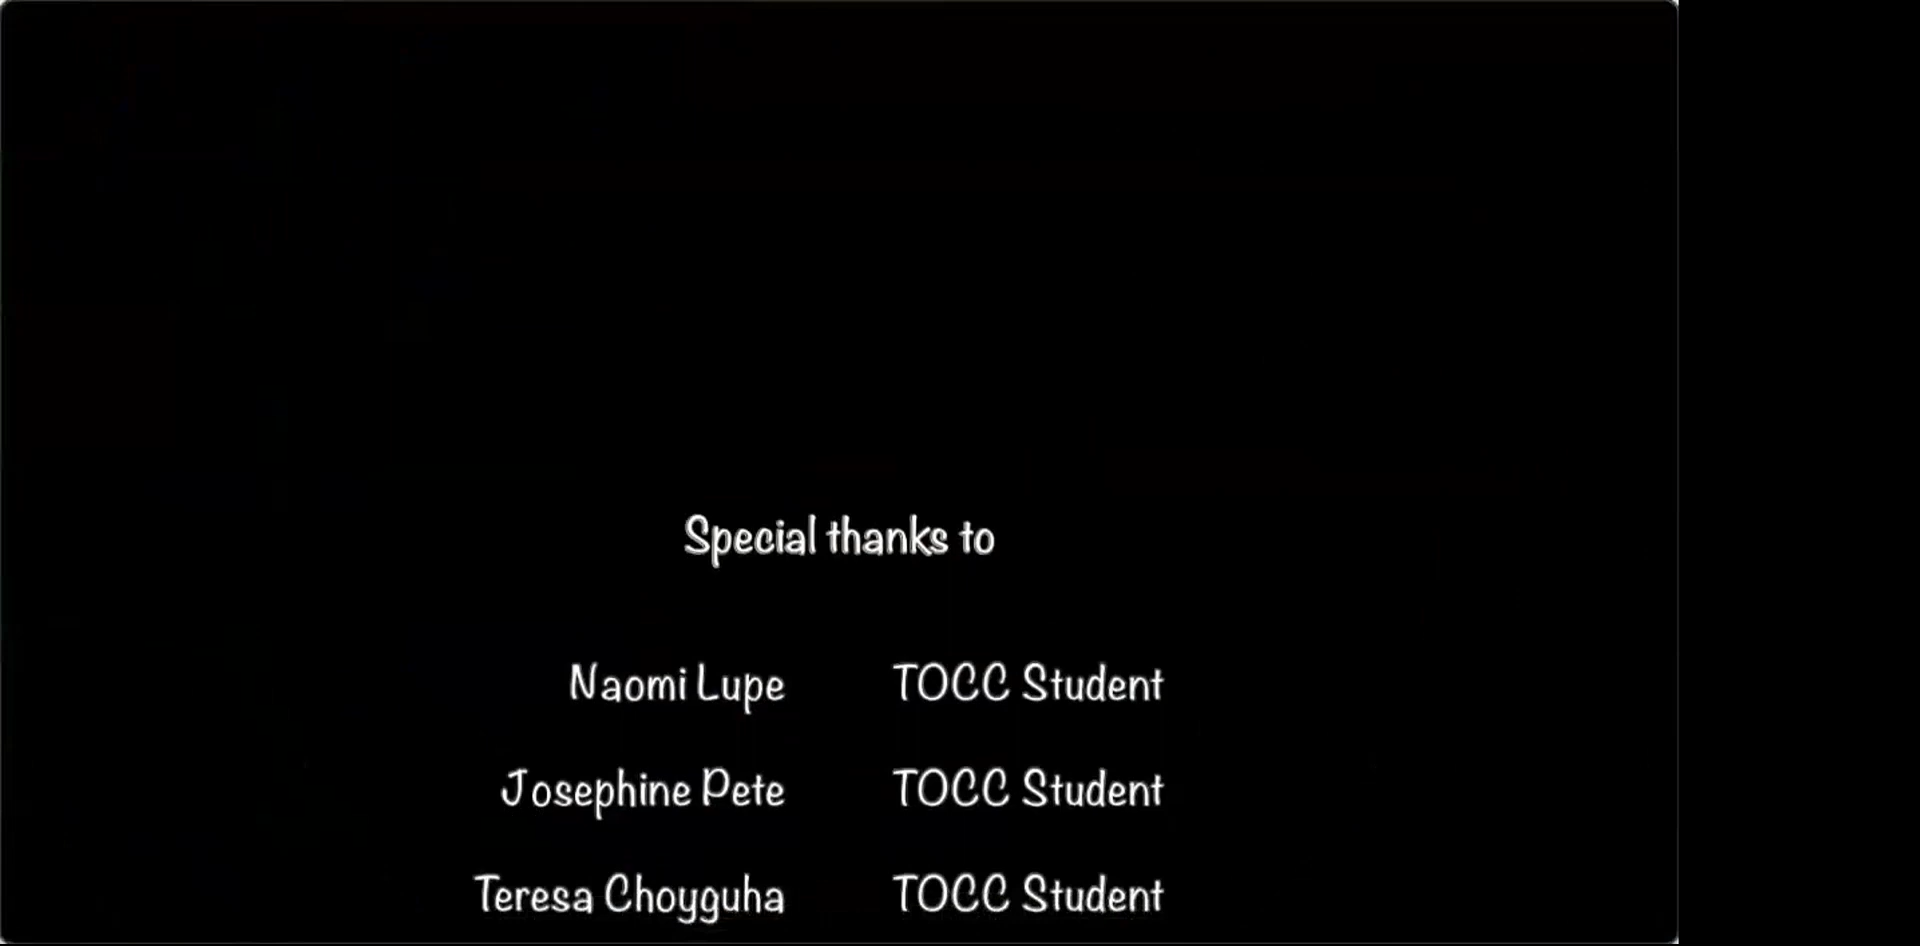 Special thanks to
Naomi Lupe TOCC Student
Josephine Pete TOCC Student
Teresa Choyguha TOCC Student